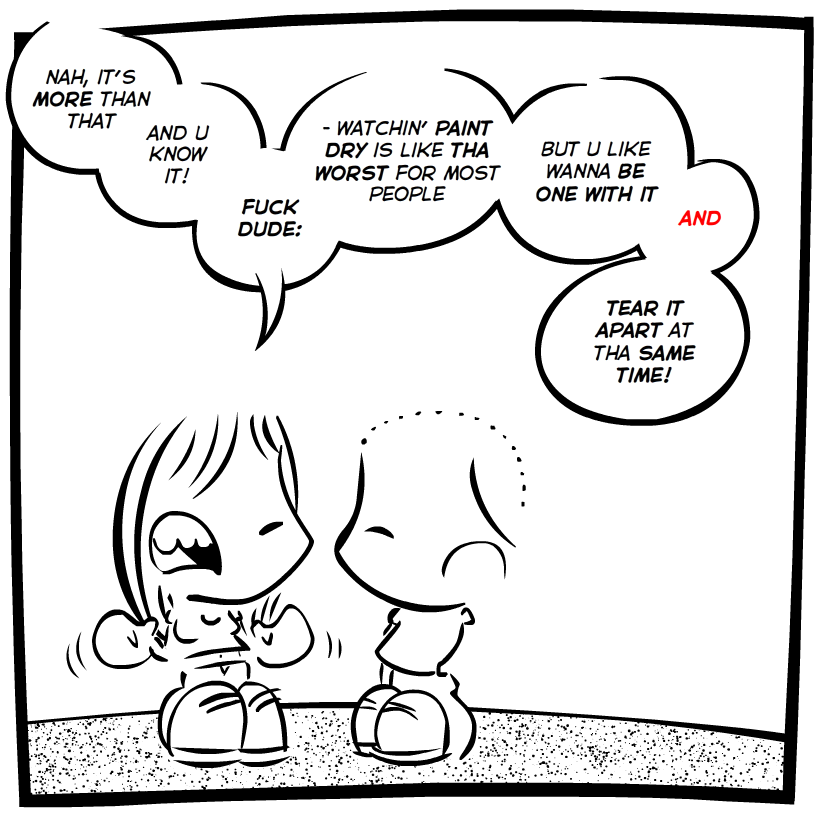 NAH, IT'S
MORE THAN
THAT
AND U
KNOW
IT!
FUCK
DUDE:
- WATCHIN' PAINT
DRY IS LIKE THA
WORST FOR MOST
PEOPLE
BUT U LIKE
WANNA BE
ONE WITH IT
AND
TEAR IT
APART AT
THA SAME
TIME!